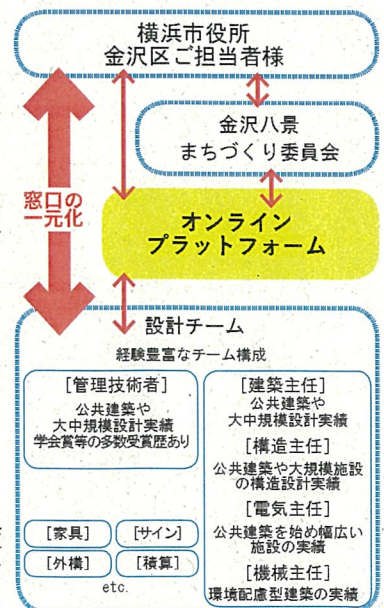 横浜市役所
金沢区ご担当者様
金沢八景
まちづくり委員会
窓口の
一元化
オンライン
プラットフォーム
設計チーム
経験豊富なチーム構成
[管理技術者]
公共建築や
大中規模設計実績
学会賞等の多数受賞歴あり
[家具]
[サイン]
[外構]
[積算]
etc.
[建築主任]
公共建築や
大中規模設計実績
[構造主任]
公共建築や大規模施設
の構造設計実績
[電気主任]
公共建築を始め幅広い
施設の実績
[機械主任]
環境配慮型建築の実績